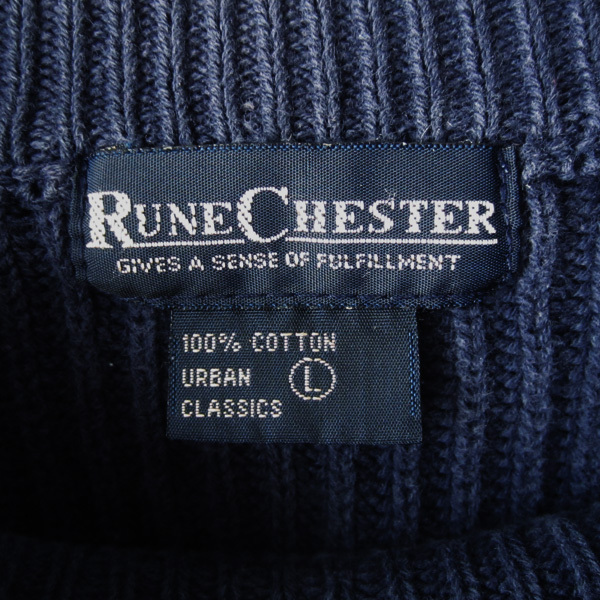 RUNECHESTER
GIVES A SENSE OF FULFILLMENT
100% COTTON
URBAN L
CLASSICS